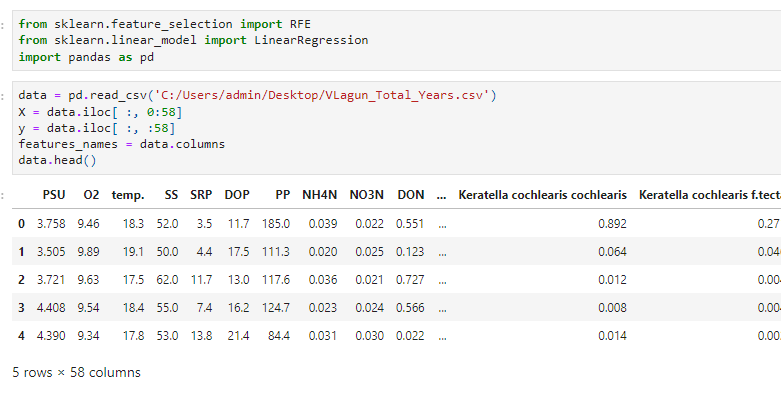 from sklearn.feature_selection import RFE
from sklearn.linear_model import LinearRegression
import pandas as pd
data = pd.read_csv('C:/Users/admin/Desktop/VLagun_Total_Years.csv')
X = data.iloc[ :, 0:58]
y = data.iloc[ :, :58]
features_names = data.columns
data.head()
PSU O2 temp. SS SRP DOP PP NH4N NO3N DON ... Keratella cochlearis cochlearis Keratella cochlearis f.tect
0 3.758 9.46 18.3 52.0 3.5 11.7 185.0 0.039 0.022 0.551 ... 0.892 0.27
1 3.505 9.89 19.1 50.0 4.4 17.5 111.3 0.020 0.025 0.123 ... 0.064 0.04
2 3.721 9.63 17.5 62.0 11.7 13.0 117.6 0.036 0.021 0.727 ... 0.012 0.00
3 4.408 9.54 18.4 55.0 7.4 16.2 124.7 0.023 0.024 0.566 ... 0.008 0.00
4 4.390 9.34 17.8 53.0 13.8 21.4 84.4 0.031 0.030 0.022 ... 0.014 0.00
5 rows × 58 columns